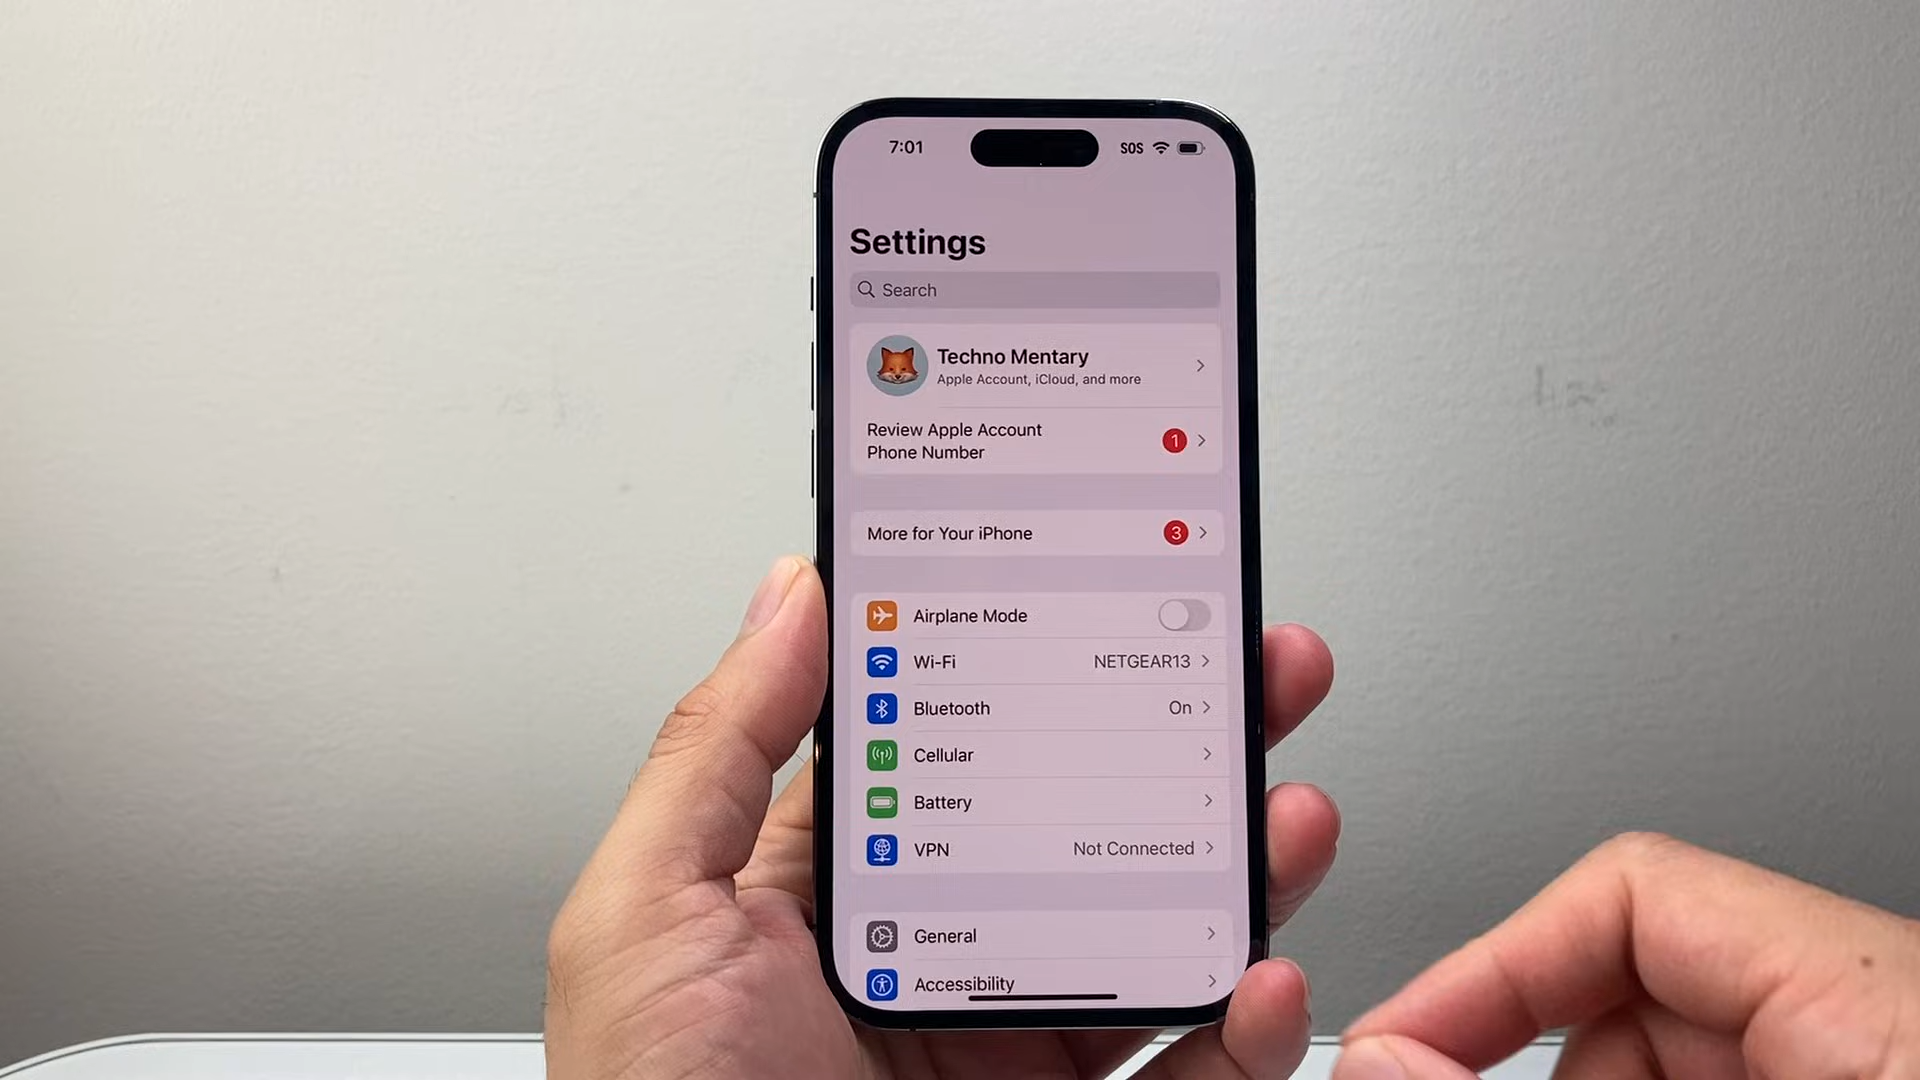 7:01 SOS
Settings
Search
Techno Mentary
Apple Account, iCloud, and more
Review Apple Account
Phone Number
1
More for Your iPhone 3
Airplane Mode
Wi-Fi NETGEAR13
Bluetooth On
Cellular
Battery
VPN Not Connected
General
Accessibility